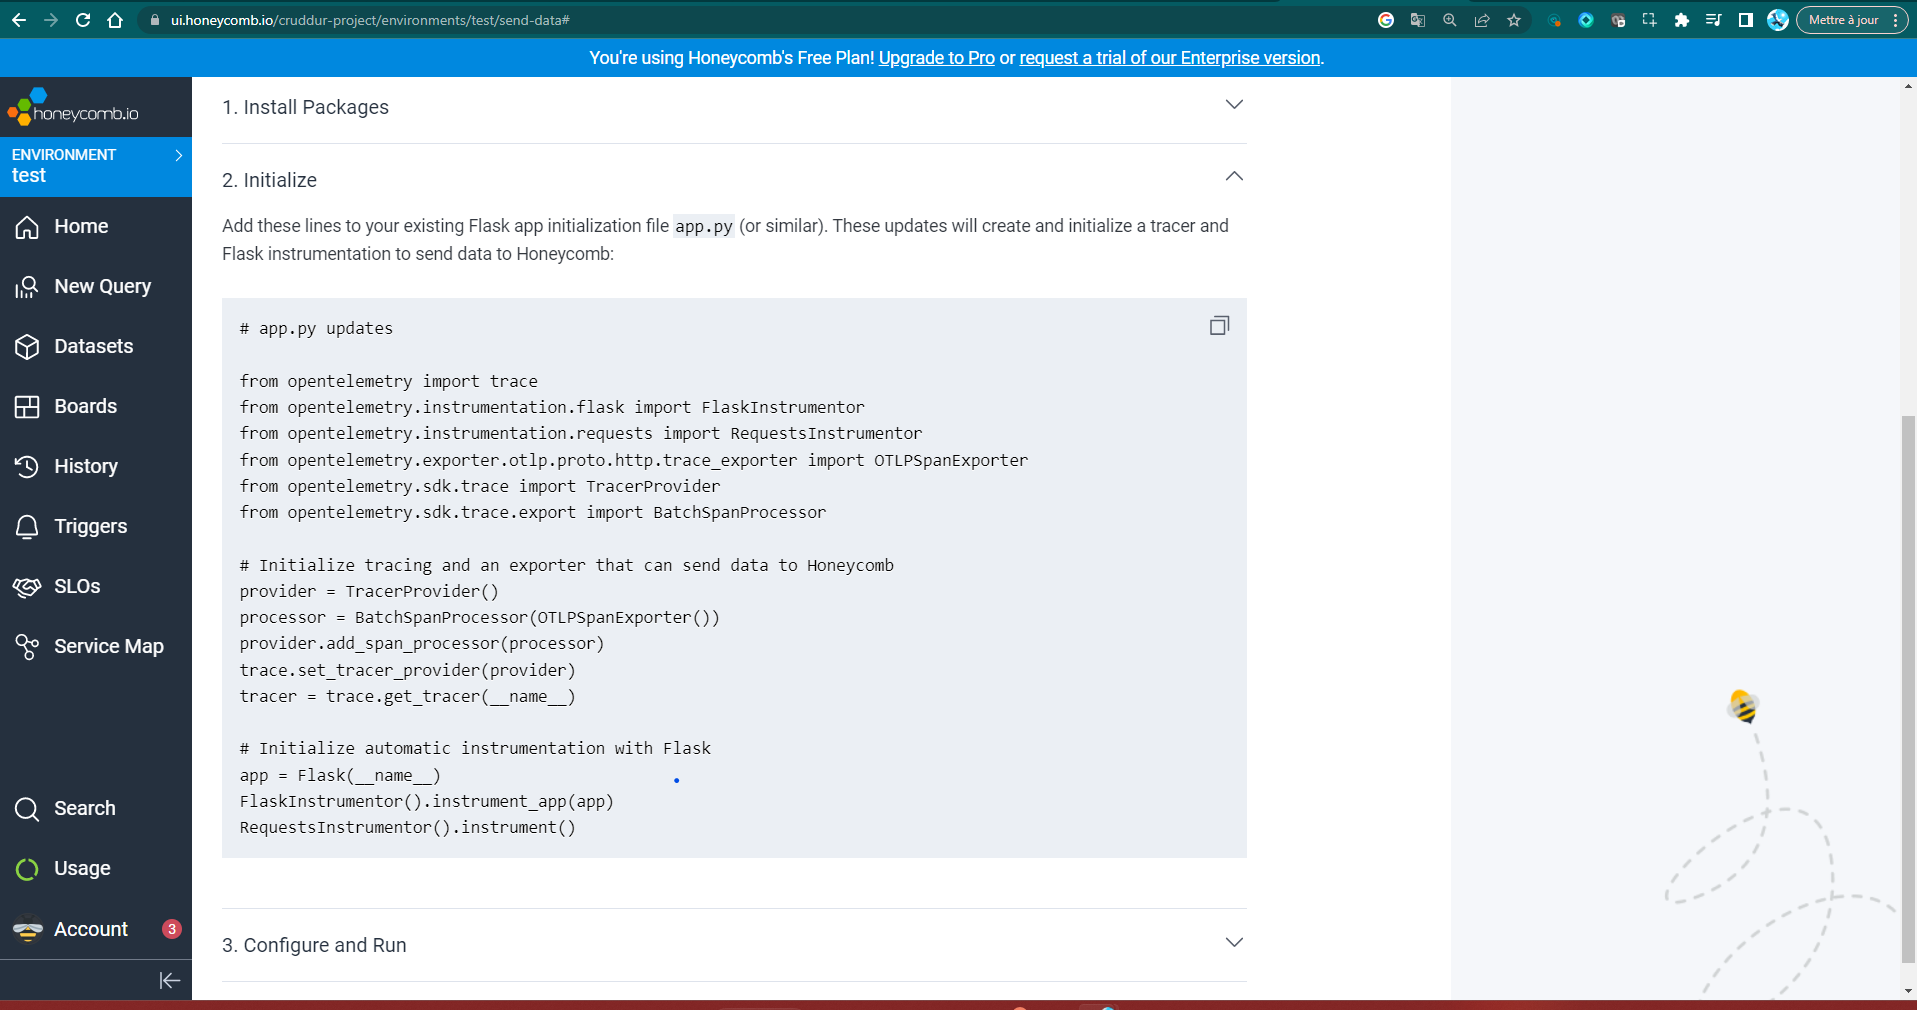 ui.honeycomb.io/cruddur-project/environments/test/send-data#
Mettre à jour
You're using Honeycomb's Free Plan! Upgrade to Pro or request a trial of our Enterprise version.
honeycomb.io
ENVIRONMENT
test
Home
New Query
Datasets
Boards
History
Triggers
SLOs
Service Map
Search
Usage
Account 3
1. Install Packages
2. Initialize
Add these lines to your existing Flask app initialization file app.py (or similar). These updates will create and initialize a tracer and
Flask instrumentation to send data to Honeycomb:
# app.py updates
from opentelemetry import trace
from opentelemetry.instrumentation.flask import FlaskInstrumentor
from opentelemetry.instrumentation.requests import RequestsInstrumentor
from opentelemetry.exporter.otlp.proto.http.trace_exporter import OTLPSpanExporter
from opentelemetry.sdk.trace import TracerProvider
from opentelemetry.sdk.trace.export import BatchSpanProcessor
# Initialize tracing and an exporter that can send data to Honeycomb
provider = TracerProvider()
processor = BatchSpanProcessor(OTLPSpanExporter())
provider.add_span_processor(processor)
trace.set_tracer_provider(provider)
tracer = trace.get_tracer(__name__)
# Initialize automatic instrumentation with Flask
app = Flask(__name__)
FlaskInstrumentor().instrument_app(app)
RequestsInstrumentor().instrument()
3. Configure and Run